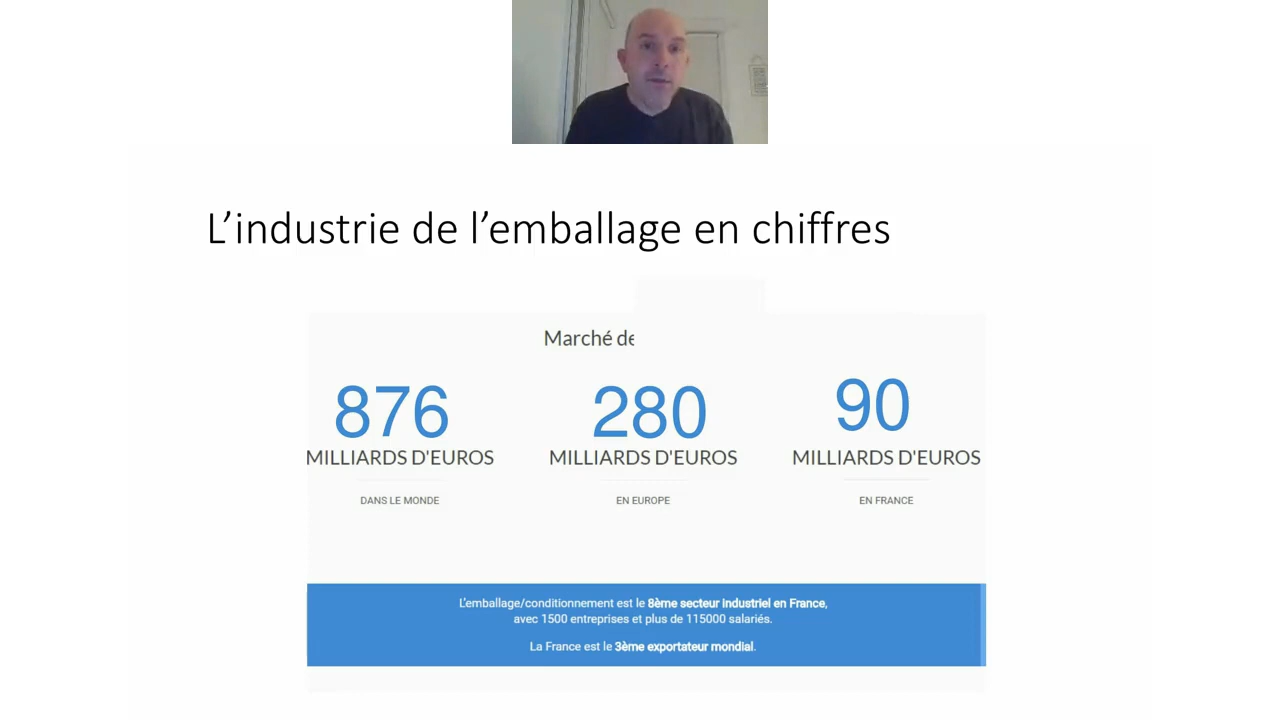 L’industrie de l’emballage en chiffres
Marché de
876
MILLIARDS D'EUROS
DANS LE MONDE
280
MILLIARDS D'EUROS
EN EUROPE
90
MILLIARDS D'EUROS
EN FRANCE
L’emballage/conditionnement est le 8ème secteur industriel en France,
avec 1500 entreprises et plus de 115000 salariés.
La France est le 3ème exportateur mondial.